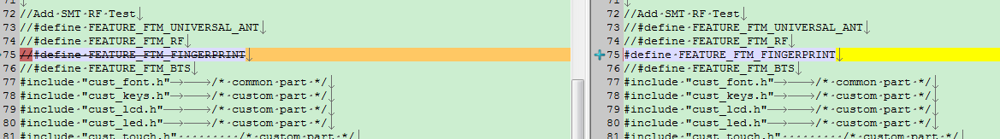 71
72 //Add SMT RF Test
73 //#define FEATURE_FTM_UNIVERSAL_ANT
74 //#define FEATURE_FTM_RF
75 //#define FEATURE_FTM_FINGERPRINT
76 //#define FEATURE_FTM_BTS
77 #include "cust_font.h" /* common part */
78 #include "cust_keys.h" /* custom part */
79 #include "cust_lcd.h" /* custom part */
80 #include "cust_led.h" /* custom part */
81 #include "cust_touch.h" /* custom part */
71
72 //Add SMT RF Test
73 //#define FEATURE_FTM_UNIVERSAL_ANT
74 //#define FEATURE_FTM_RF
75 #define FEATURE_FTM_FINGERPRINT
76 //#define FEATURE_FTM_BTS
77 #include "cust_font.h" /* common part */
78 #include "cust_keys.h" /* custom part */
79 #include "cust_lcd.h" /* custom part */
80 #include "cust_led.h" /* custom part */
81 #include "cust_touch.h" /* custom part */